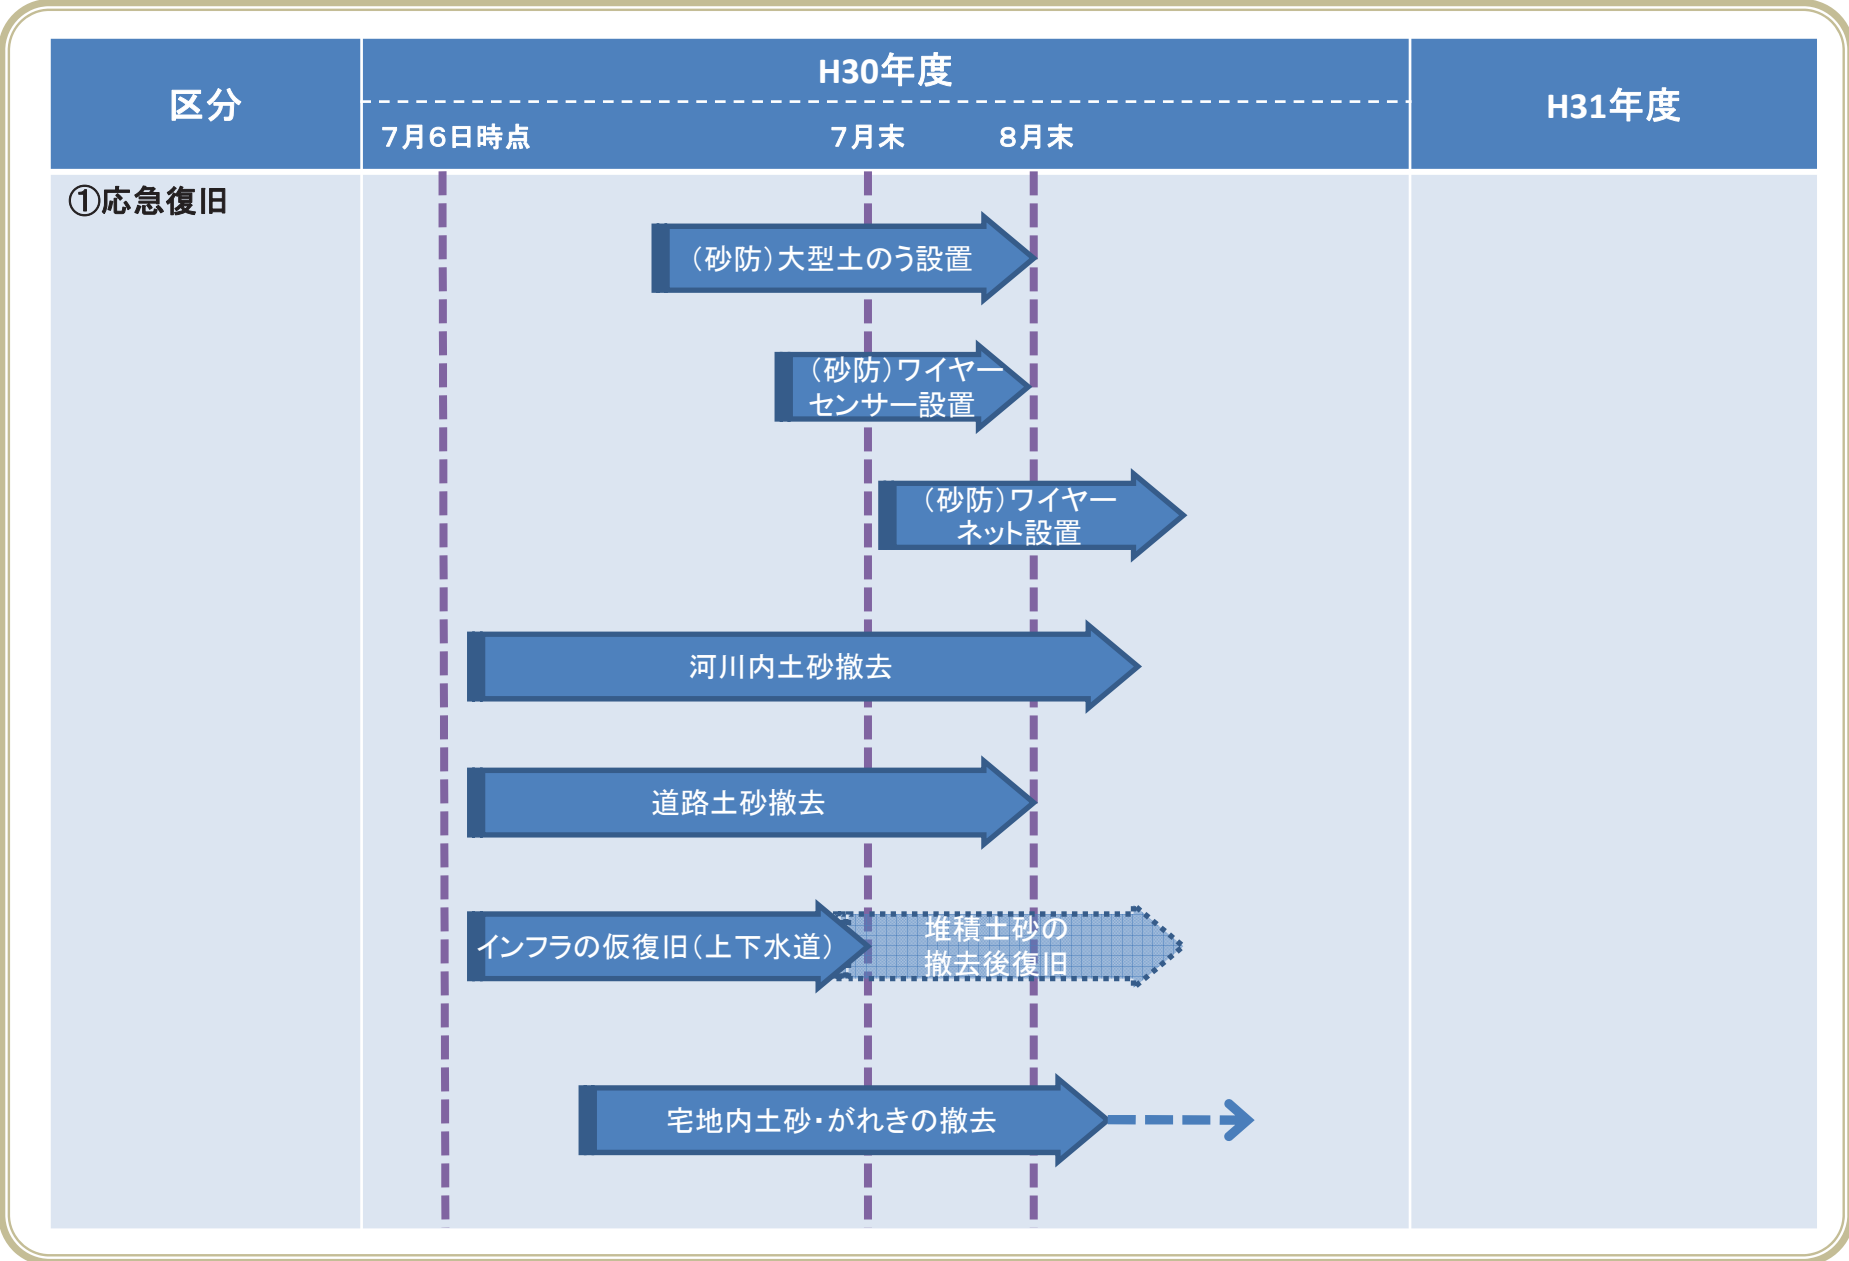 区分
H30年度
H31年度
７月６日時点
７月末
８月末
①応急復旧
（砂防）大型土のう設置
（砂防）ワイヤー
センサー設置
（砂防）ワイヤー
ネット設置
河川内土砂撤去
道路土砂撤去
インフラの仮復旧（上下水道）
堆積土砂の
撤去後復旧
宅地内土砂・がれきの撤去